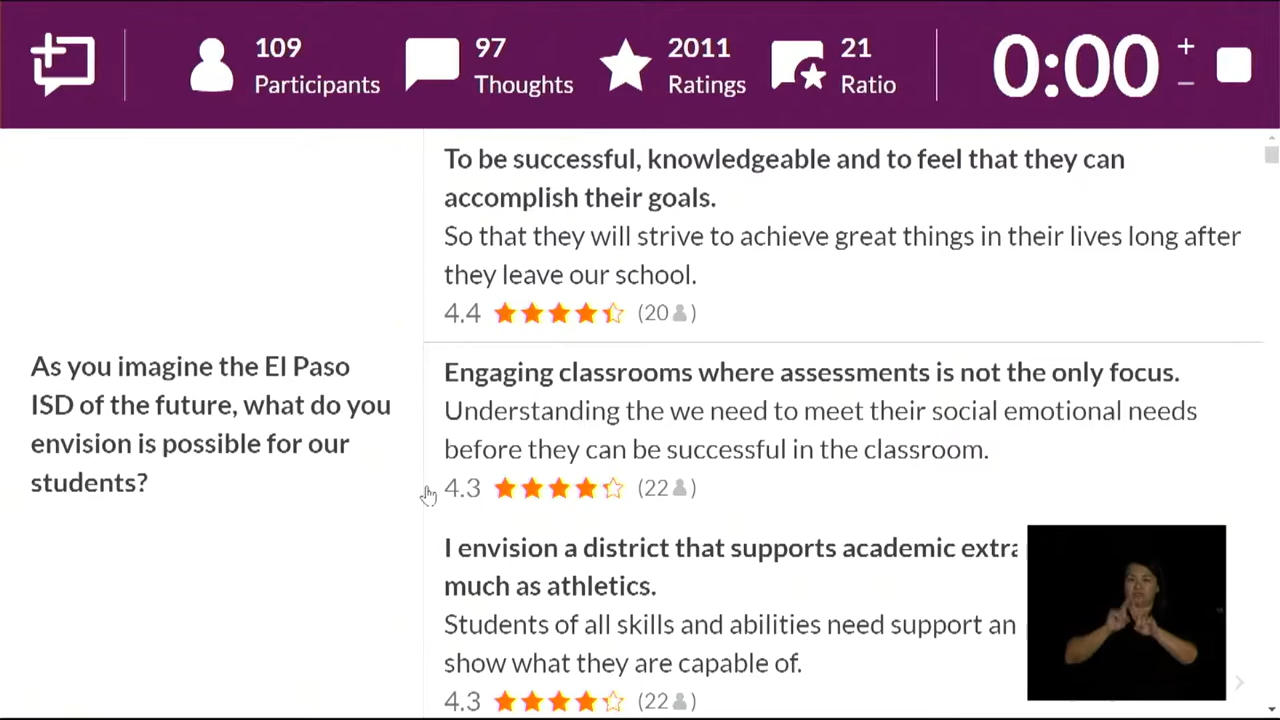 109
Participants
97
Thoughts
2011
Ratings
21
Ratio
0:00
+
−
As you imagine the El Paso
ISD of the future, what do you
envision is possible for our
students?
To be successful, knowledgeable and to feel that they can
accomplish their goals.
So that they will strive to achieve great things in their lives long after
they leave our school.
4.4 (20)
Engaging classrooms where assessments is not the only focus.
Understanding the we need to meet their social emotional needs
before they can be successful in the classroom.
4.3 (22)
I envision a district that supports academic extra
much as athletics.
Students of all skills and abilities need support an
show what they are capable of.
4.3 (22)